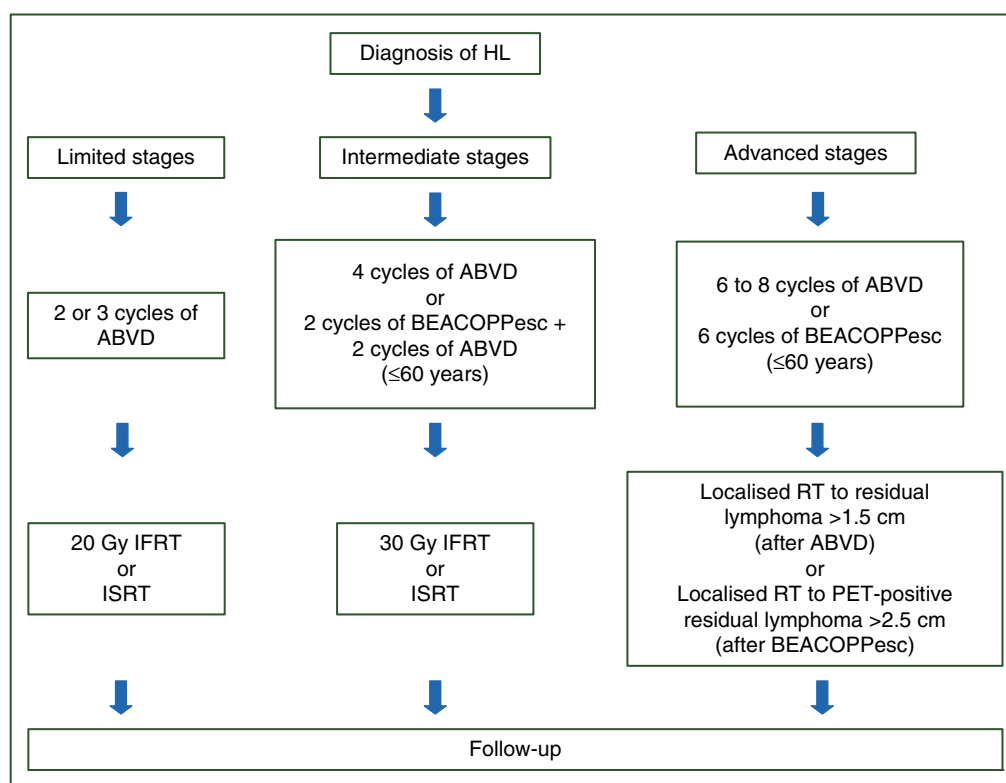 Diagnosis of HL
Limited stages
Intermediate stages
Advanced stages
2 or 3 cycles of
ABVD
4 cycles of ABVD
or
2 cycles of BEACOPPesc +
2 cycles of ABVD
(≤60 years)
6 to 8 cycles of ABVD
or
6 cycles of BEACOPPesc
(≤60 years)
20 Gy IFRT
or
ISRT
30 Gy IFRT
or
ISRT
Localised RT to residual
lymphoma >1.5 cm
(after ABVD)
or
Localised RT to PET-positive
residual lymphoma >2.5 cm
(after BEACOPPesc)
Follow-up